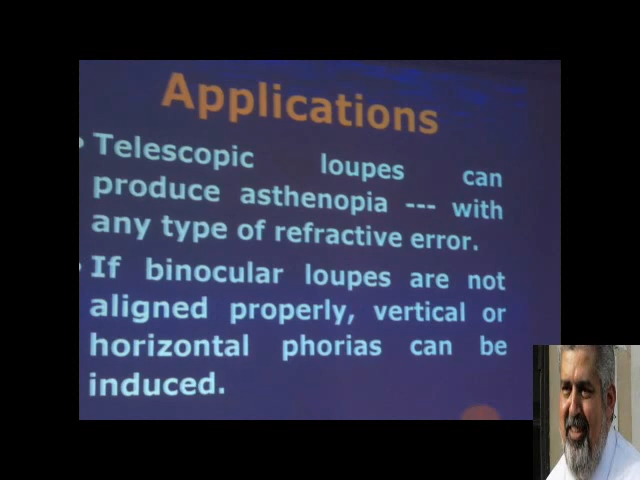 Applications
Telescopic loupes can
produce asthenopia --- with
any type of refractive error.
If binocular loupes are not
aligned properly, vertical or
horizontal phorias can be
induced.